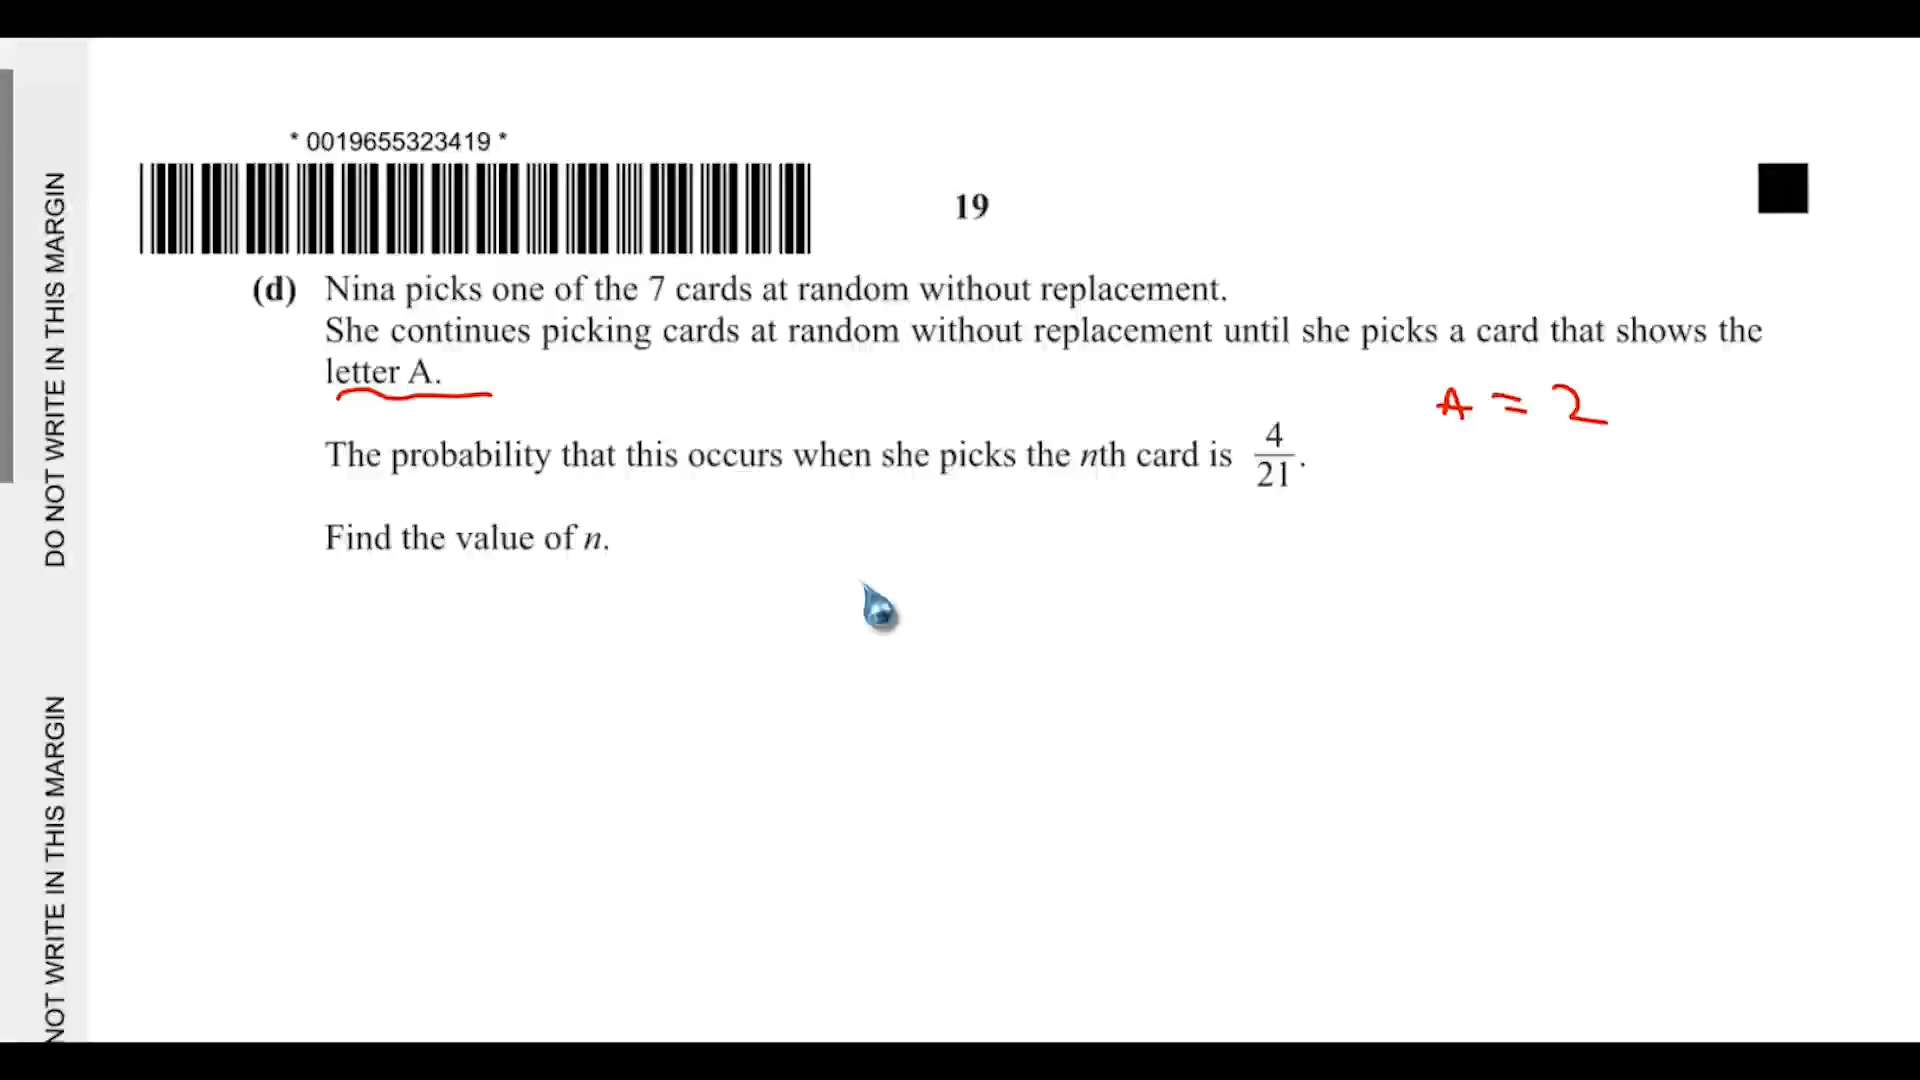 * 0019655323419 *
19
DO NOT WRITE IN THIS MARGIN
(d) Nina picks one of the 7 cards at random without replacement.
She continues picking cards at random without replacement until she picks a card that shows the
letter A.
A = 2
The probability that this occurs when she picks the nth card is 4/21.
Find the value of n.
NOT WRITE IN THIS MARGIN